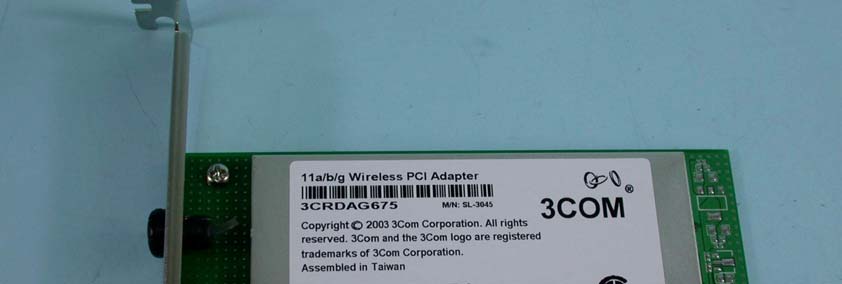 11a/b/g Wireless PCI Adapter
3CRDAG675 M/N: SL-3045
3COM®
Copyright © 2003 3Com Corporation. All rights
reserved. 3Com and the 3Com logo are registered
trademarks of 3Com Corporation.
Assembled in Taiwan